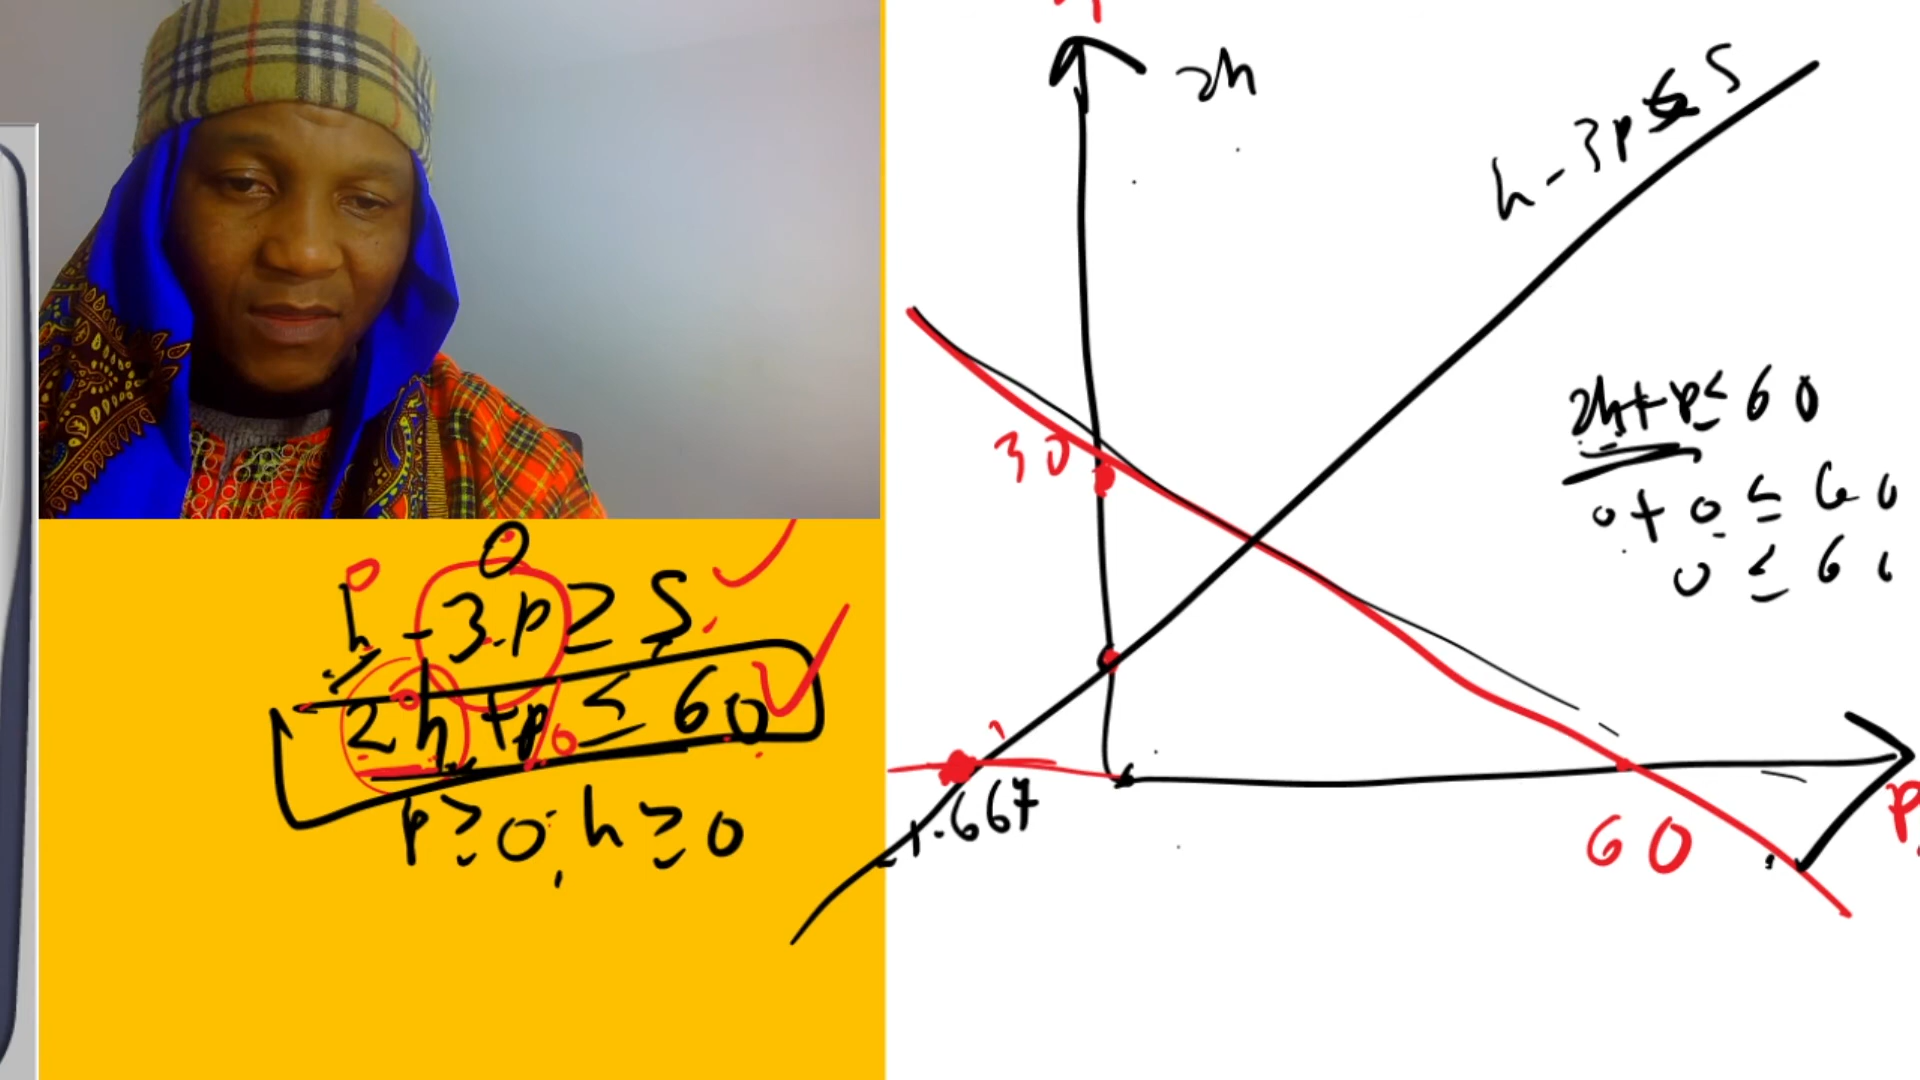 h - 3p ≥ 5
2h + p ≤ 60
p ≥ 0; h ≥ 0
2h
h - 3p ≤ 5
30
2h + p ≤ 60
0 + 0 ≤ 60
0 ≤ 60
-1.667
60
p